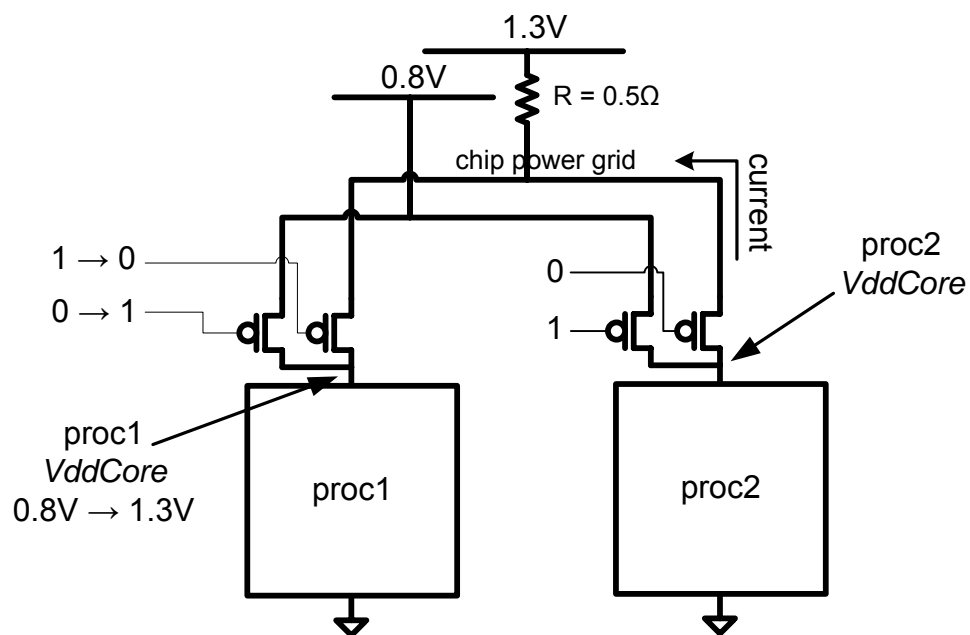 1.3V
0.8V
R = 0.5Ω
chip power grid
current
1 → 0
0 → 1
0
1
proc2
VddCore
proc1
VddCore
0.8V → 1.3V
proc1
proc2